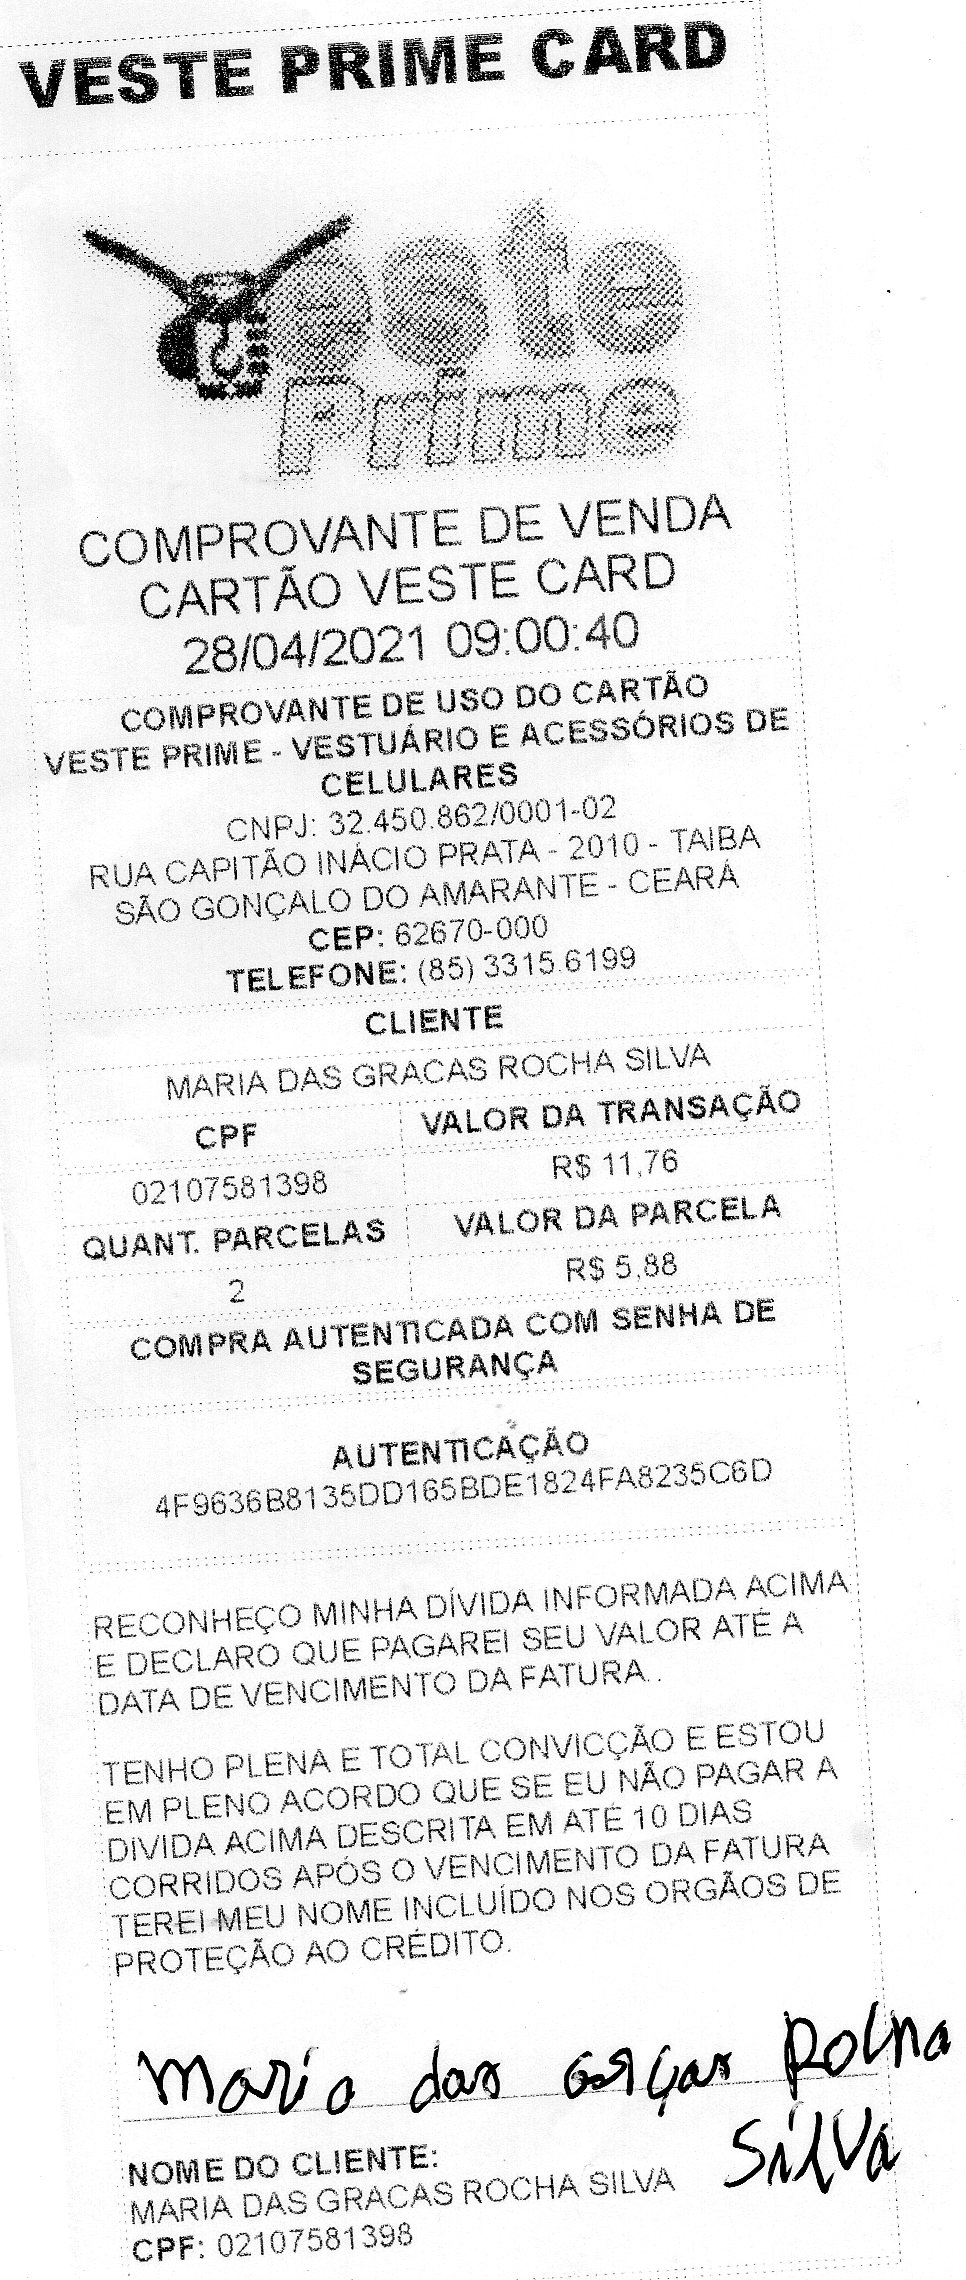 VESTE PRIME CARD
Veste
Prime
COMPROVANTE DE VENDA
CARTÃO VESTE CARD
28/04/2021 09:00:40
COMPROVANTE DE USO DO CARTÃO
VESTE PRIME - VESTUÁRIO E ACESSÓRIOS DE
CELULARES
CNPJ: 32.450.862/0001-02
RUA CAPITÃO INÁCIO PRATA - 2010 - TAIBA
SÃO GONÇALO DO AMARANTE - CEARÁ
CEP: 62670-000
TELEFONE: (85) 3315.6199
CLIENTE
MARIA DAS GRACAS ROCHA SILVA
CPF VALOR DA TRANSAÇÃO
02107581398 R$ 11,76
QUANT. PARCELAS VALOR DA PARCELA
2 R$ 5,88
COMPRA AUTENTICADA COM SENHA DE
SEGURANÇA
AUTENTICAÇÃO
4F9636B8135DD165BDE1824FA8235C6D
RECONHEÇO MINHA DÍVIDA INFORMADA ACIMA
E DECLARO QUE PAGAREI SEU VALOR ATÉ A
DATA DE VENCIMENTO DA FATURA..
TENHO PLENA E TOTAL CONVICÇÃO E ESTOU
EM PLENO ACORDO QUE SE EU NÃO PAGAR A
DÍVIDA ACIMA DESCRITA EM ATÉ 10 DIAS
CORRIDOS APÓS O VENCIMENTO DA FATURA
TEREI MEU NOME INCLUÍDO NOS ORGÃOS DE
PROTEÇÃO AO CRÉDITO.
Maria das Graças Rocha
Silva
NOME DO CLIENTE:
MARIA DAS GRACAS ROCHA SILVA
CPF: 02107581398